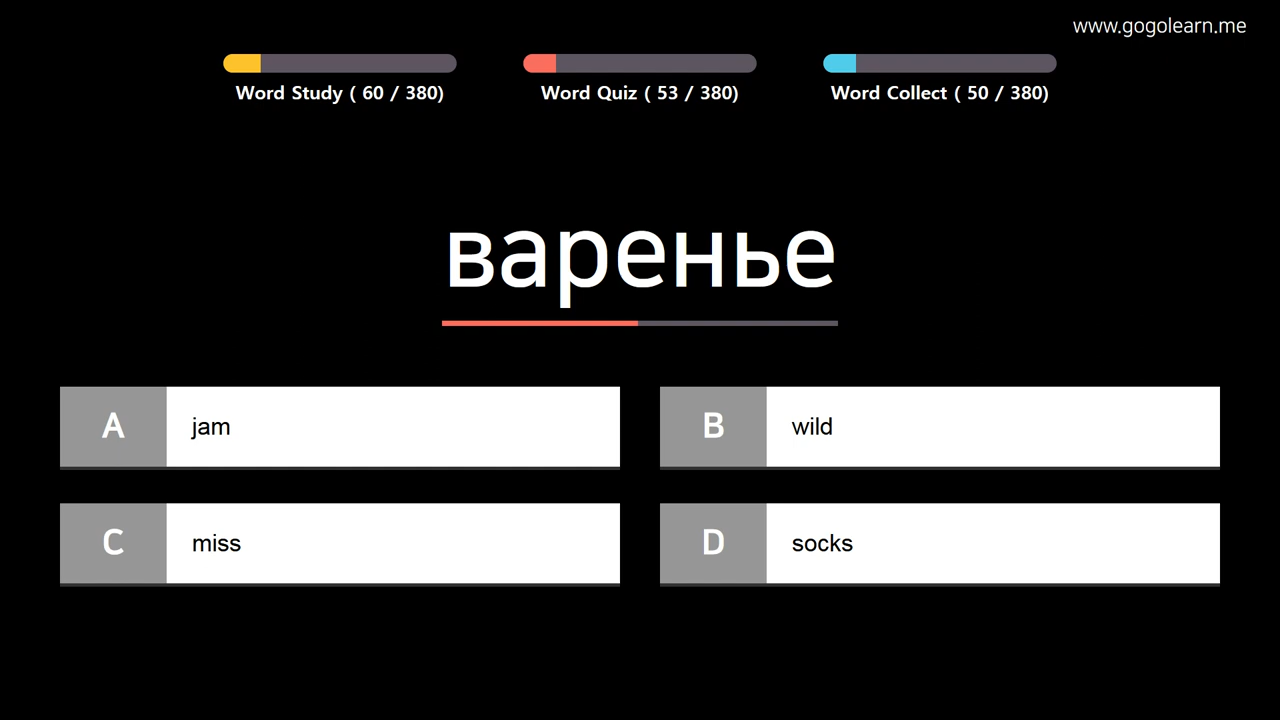 www.gogolearn.me
Word Study ( 60 / 380)
Word Quiz ( 53 / 380)
Word Collect ( 50 / 380)
варенье
A jam
B wild
C miss
D socks